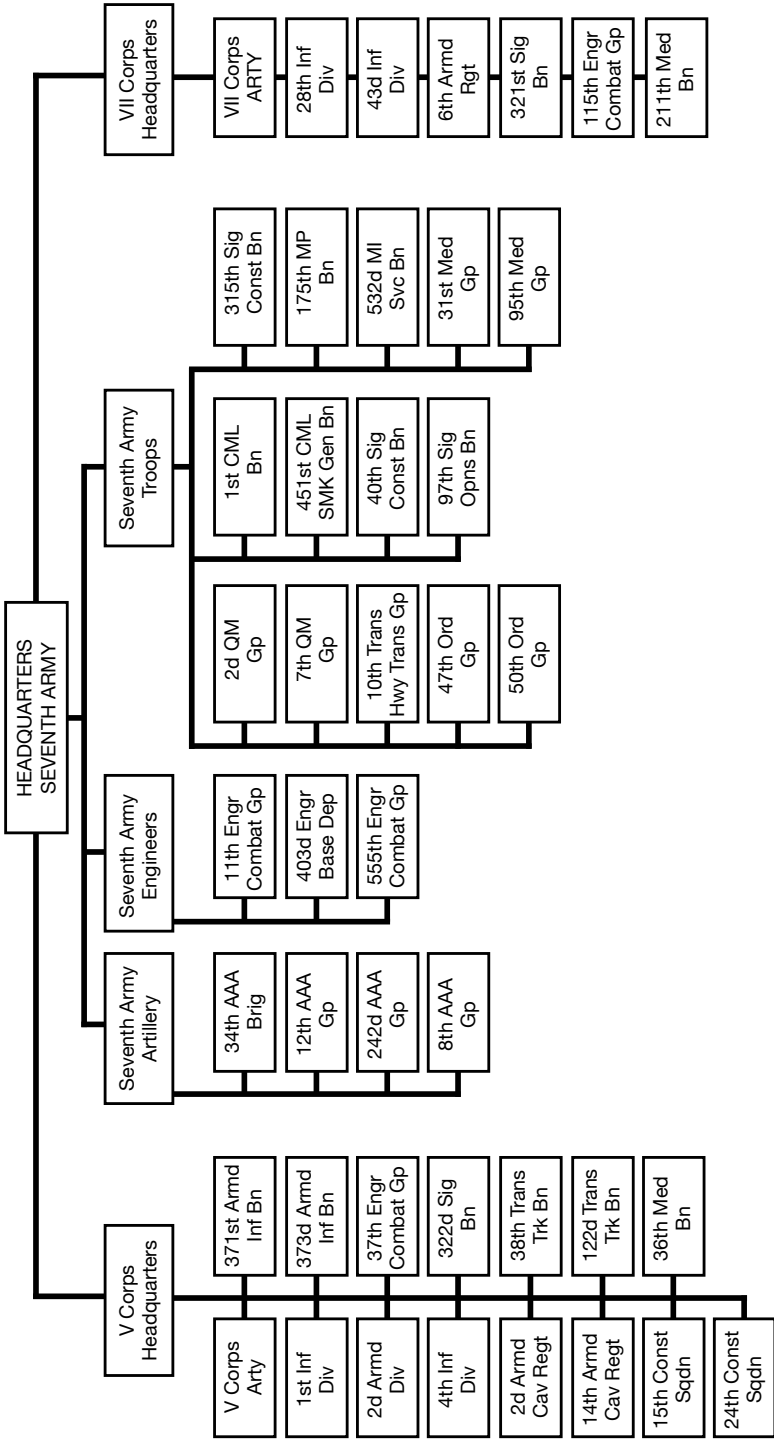 HEADQUARTERS
SEVENTH ARMY
V Corps
Headquarters
V Corps
Arty
371st Armd
Inf Bn
1st Inf
Div
373d Armd
Inf Bn
2d Armd
Div
37th Engr
Combat Gp
4th Inf
Div
322d Sig
Bn
2d Armd
Cav Regt
38th Trans
Trk Bn
14th Armd
Cav Regt
122d Trans
Trk Bn
15th Const
Sqdn
36th Med
Bn
24th Const
Sqdn
Seventh Army
Artillery
34th AAA
Brig
12th AAA
Gp
242d AAA
Gp
8th AAA
Gp
Seventh Army
Engineers
11th Engr
Combat Gp
403d Engr
Base Dep
555th Engr
Combat Gp
Seventh Army
Troops
2d QM
Gp
7th QM
Gp
10th Trans
Hwy Trans Gp
47th Ord
Gp
50th Ord
Gp
1st CML
Bn
451st CML
SMK Gen Bn
40th Sig
Const Bn
97th Sig
Opns Bn
315th Sig
Const Bn
175th MP
Bn
532d MI
Svc Bn
31st Med
Gp
95th Med
Gp
VII Corps
Headquarters
VII Corps
ARTY
28th Inf
Div
43d Inf
Div
6th Armd
Rgt
321st Sig
Bn
115th Engr
Combat Gp
211th Med
Bn